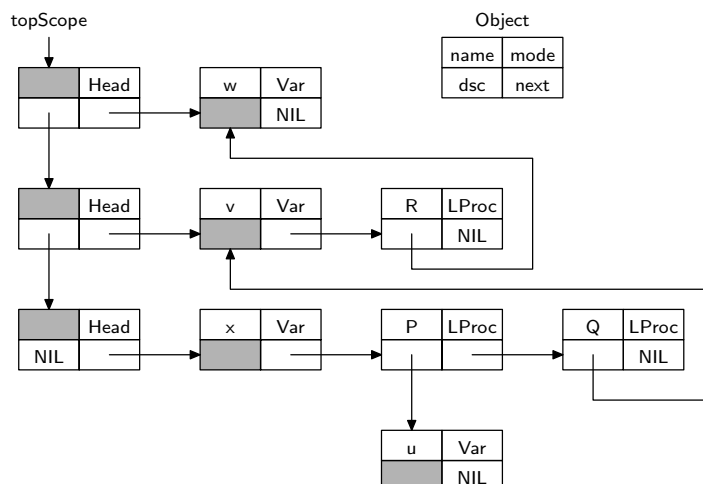 topScope Object
name mode
dsc next
Head w Var
NIL
Head v Var R LProc
NIL
Head x Var P LProc Q LProc
NIL NIL
u Var
NIL